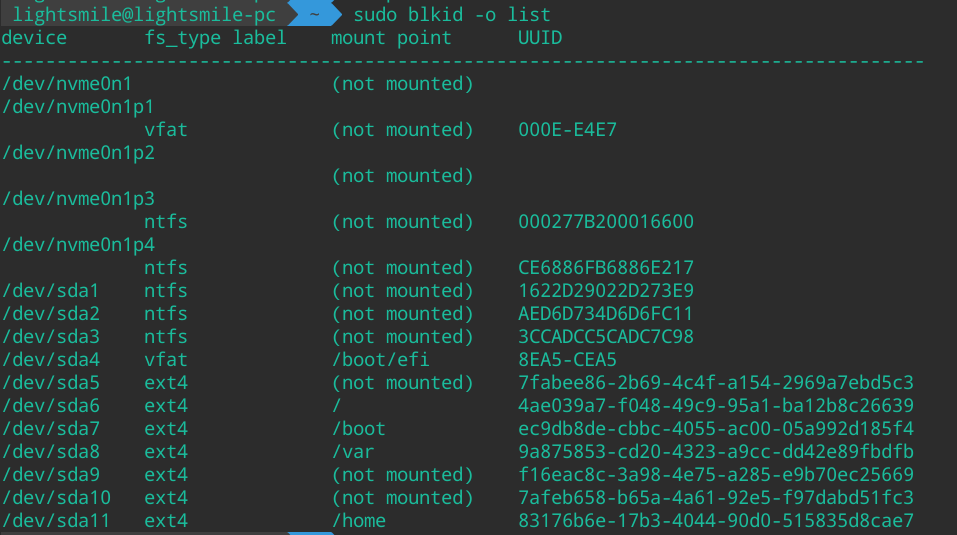 lightsmile@lightsmile-pc ~ sudo blkid -o list
device fs_type label mount point UUID
--------------------------------------------------------------------------------
/dev/nvme0n1 (not mounted)
/dev/nvme0n1p1
vfat (not mounted) 000E-E4E7
/dev/nvme0n1p2
(not mounted)
/dev/nvme0n1p3
ntfs (not mounted) 000277B200016600
/dev/nvme0n1p4
ntfs (not mounted) CE6886FB6886E217
/dev/sda1 ntfs (not mounted) 1622D29022D273E9
/dev/sda2 ntfs (not mounted) AED6D734D6D6FC11
/dev/sda3 ntfs (not mounted) 3CCADCC5CADC7C98
/dev/sda4 vfat /boot/efi 8EA5-CEA5
/dev/sda5 ext4 (not mounted) 7fabee86-2b69-4c4f-a154-2969a7ebd5c3
/dev/sda6 ext4 / 4ae039a7-f048-49c9-95a1-ba12b8c26639
/dev/sda7 ext4 /boot ec9db8de-cbbc-4055-ac00-05a992d185f4
/dev/sda8 ext4 /var 9a875853-cd20-4323-a9cc-dd42e89fbdfb
/dev/sda9 ext4 (not mounted) f16eac8c-3a98-4e75-a285-e9b70ec25669
/dev/sda10 ext4 (not mounted) 7afeb658-b65a-4a61-92e5-f97dabd51fc3
/dev/sda11 ext4 /home 83176b6e-17b3-4044-90d0-515835d8cae7